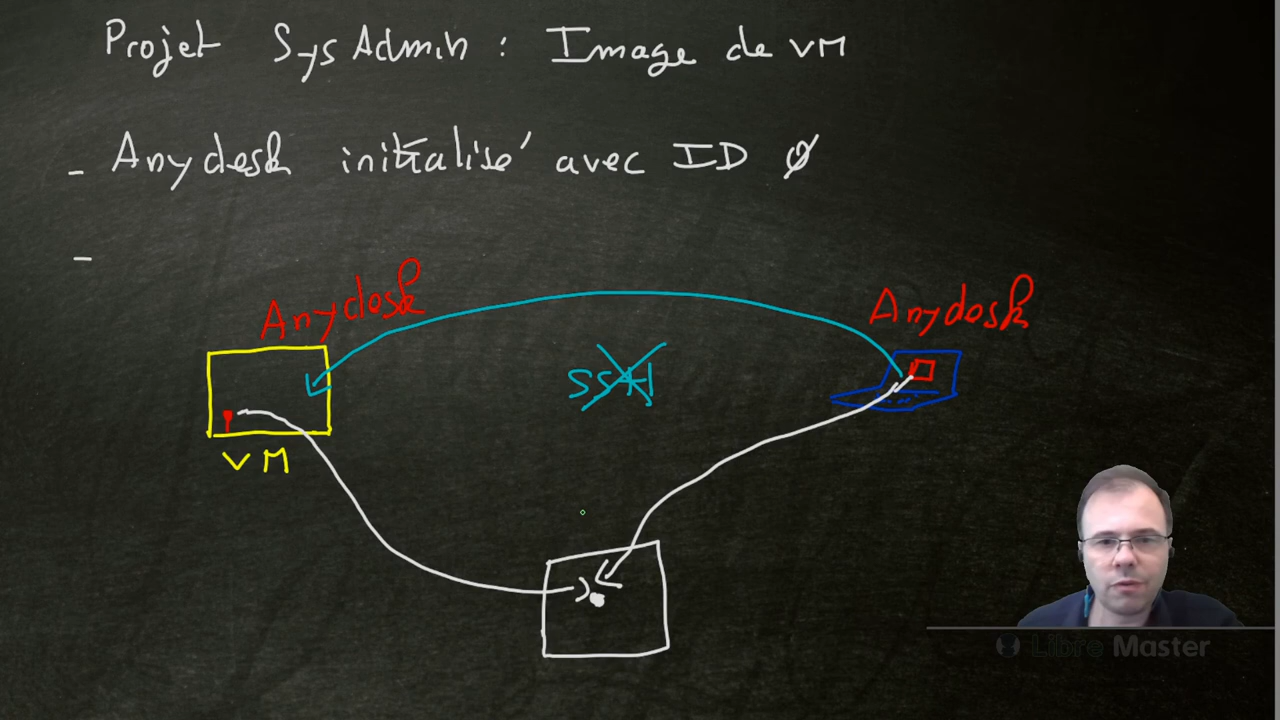 Projet SysAdmin : Image de VM
- Anydesk initialisé avec ID Ø
-
Anydesk
Anydesk
SSH
VM
Libre Master